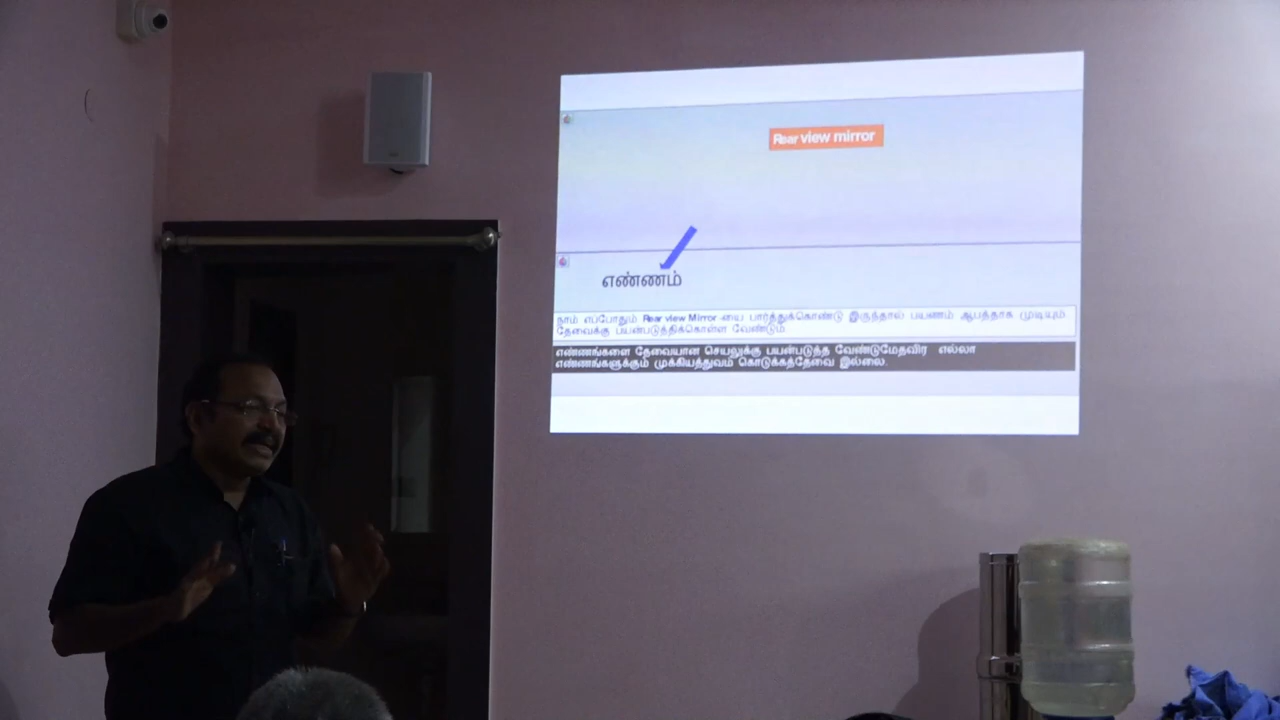 Rear view mirror
எண்ணம்
நாம் எப்போதும் Rear view Mirror -யை பார்த்துக்கொண்டு இருந்தால் பயணம் ஆபத்தாக முடியும்
தேவைக்கு பயன்படுத்திக்கொள்ள வேண்டும்.
எண்ணங்களை தேவையான செயலுக்கு பயன்படுத்த வேண்டுமேதவிர எல்லா
எண்ணங்களுக்கும் முக்கியத்துவம் கொடுக்கத்தேவை இல்லை.